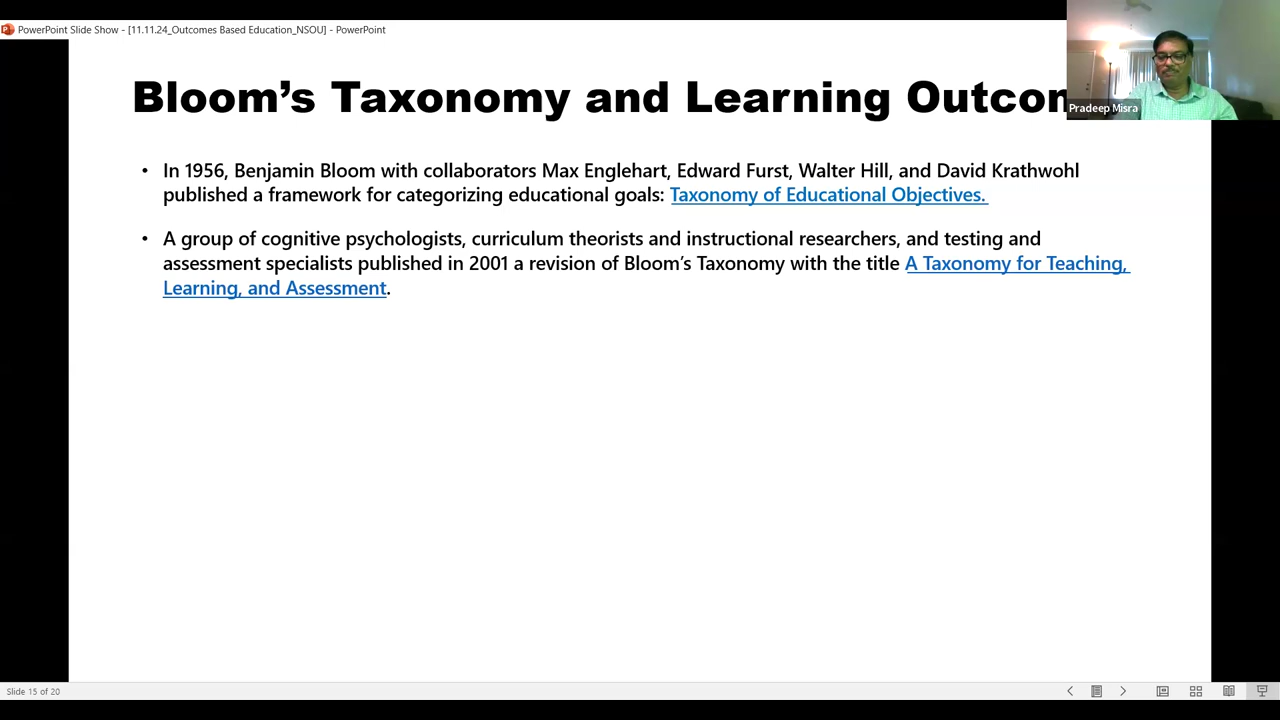 PowerPoint Slide Show - [11.11.24_Outcomes Based Education_NSOU] - PowerPoint
Bloom's Taxonomy and Learning Outcom
Pradeep Misra
• In 1956, Benjamin Bloom with collaborators Max Englehart, Edward Furst, Walter Hill, and David Krathwohl
published a framework for categorizing educational goals: Taxonomy of Educational Objectives.
• A group of cognitive psychologists, curriculum theorists and instructional researchers, and testing and
assessment specialists published in 2001 a revision of Bloom's Taxonomy with the title A Taxonomy for Teaching,
Learning, and Assessment.
Slide 15 of 20